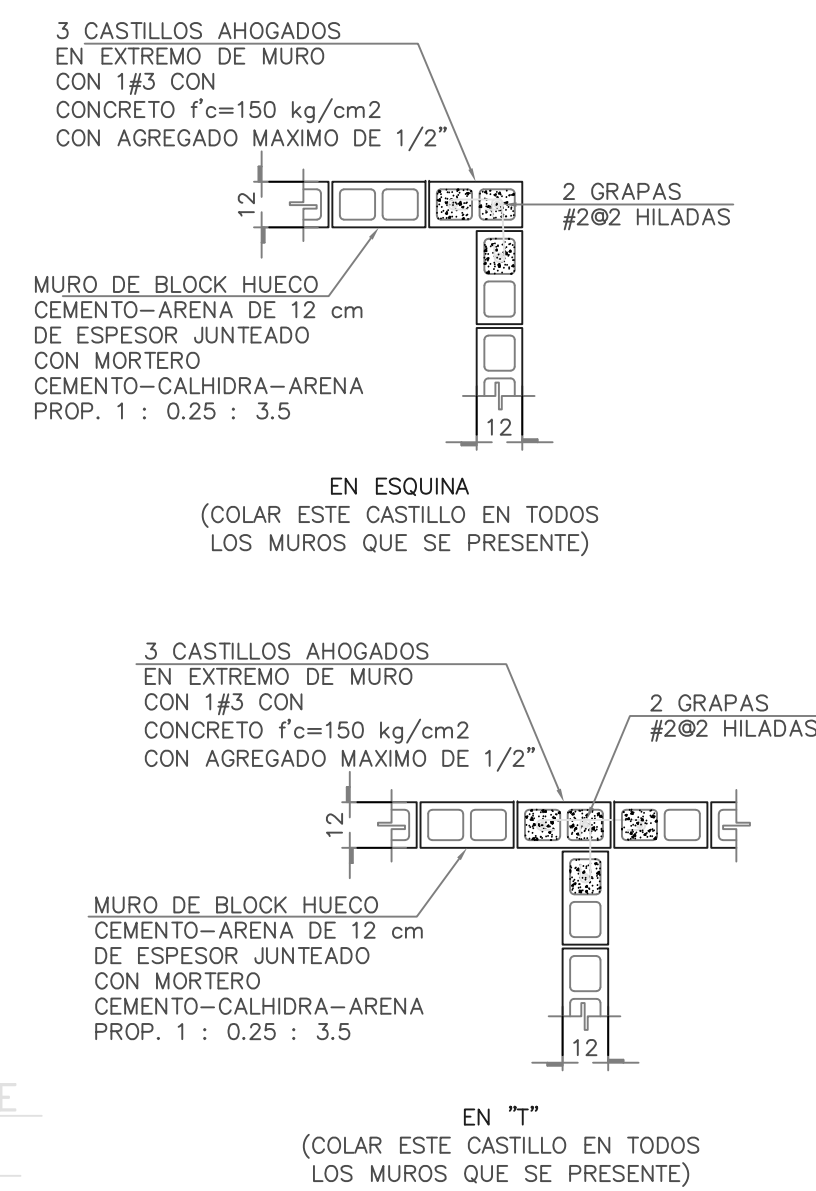 3 CASTILLOS AHOGADOS
EN EXTREMO DE MURO
CON 1#3 CON
CONCRETO f'c=150 kg/cm2
CON AGREGADO MAXIMO DE 1/2"
12
2 GRAPAS
#2@2 HILADAS
MURO DE BLOCK HUECO
CEMENTO-ARENA DE 12 cm
DE ESPESOR JUNTEADO
CON MORTERO
CEMENTO-CALHIDRA-ARENA
PROP. 1 : 0.25 : 3.5
12
EN ESQUINA
(COLAR ESTE CASTILLO EN TODOS
LOS MUROS QUE SE PRESENTE)
3 CASTILLOS AHOGADOS
EN EXTREMO DE MURO
CON 1#3 CON
CONCRETO f'c=150 kg/cm2
CON AGREGADO MAXIMO DE 1/2"
2 GRAPAS
#2@2 HILADAS
12
MURO DE BLOCK HUECO
CEMENTO-ARENA DE 12 cm
DE ESPESOR JUNTEADO
CON MORTERO
CEMENTO-CALHIDRA-ARENA
PROP. 1 : 0.25 : 3.5
12
E
EN "T"
(COLAR ESTE CASTILLO EN TODOS
LOS MUROS QUE SE PRESENTE)